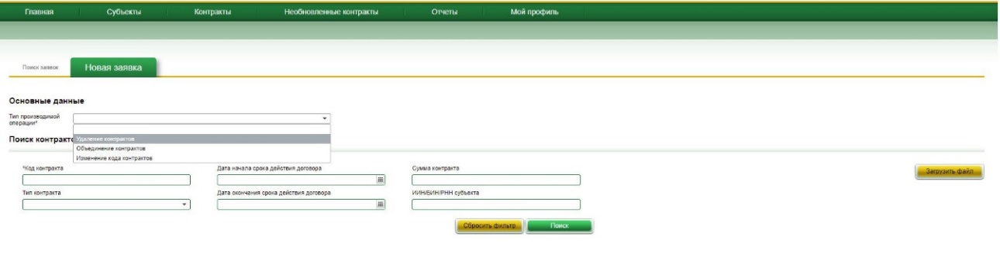 Главная Субъекты Контракты Необновленные контракты Отчеты Мой профиль
Поиск заявок Новая заявка
Основные данные
Тип производимой
операции*
Удаление контрактов
Поиск контракто
Объединение контрактов
Изменение кода контрактов
*Код контракта Дата начала срока действия договора Сумма контракта
Загрузить файл
Тип контракта Дата окончания срока действия договора ИИН/БИН/РНН субъекта
Сбросить фильтр Поиск